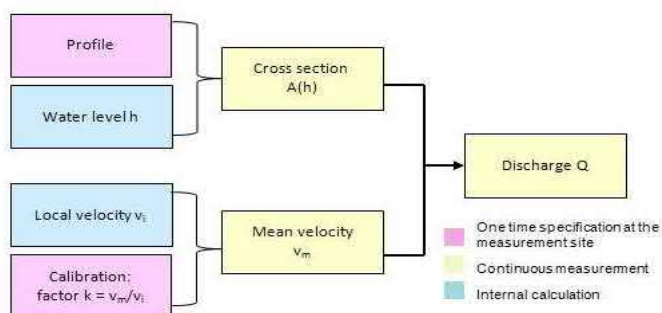 Profile
Water level h
Cross section
A(h)
Local velocity vᵢ
Calibration:
factor k = vₘ/vᵢ
Mean velocity
vₘ
Discharge Q
One time specification at the
measurement site
Continuous measurement
Internal calculation